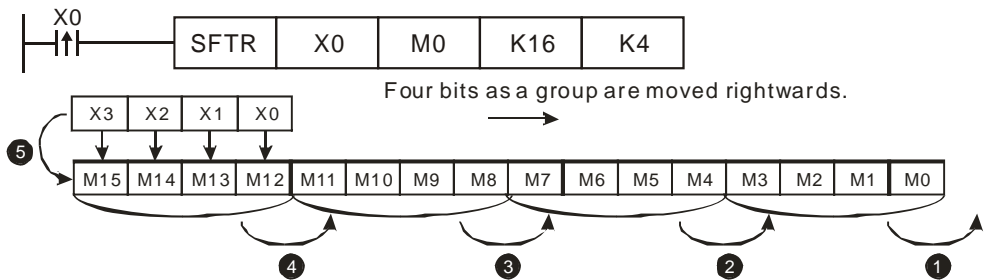 X0
SFTR X0 M0 K16 K4
Four bits as a group are moved rightwards.
X3 X2 X1 X0
5
M15 M14 M13 M12 M11 M10 M9 M8 M7 M6 M5 M4 M3 M2 M1 M0
4 3 2 1